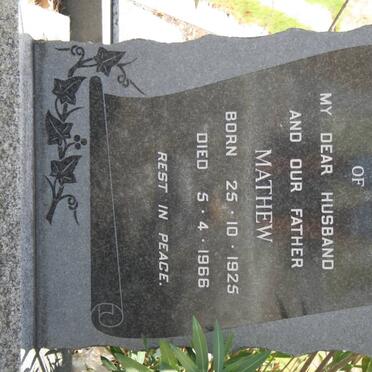 OF
MY DEAR HUSBAND
AND OUR FATHER
MATHEW
BORN 25·10·1925
DIED 5·4·1966
REST IN PEACE.